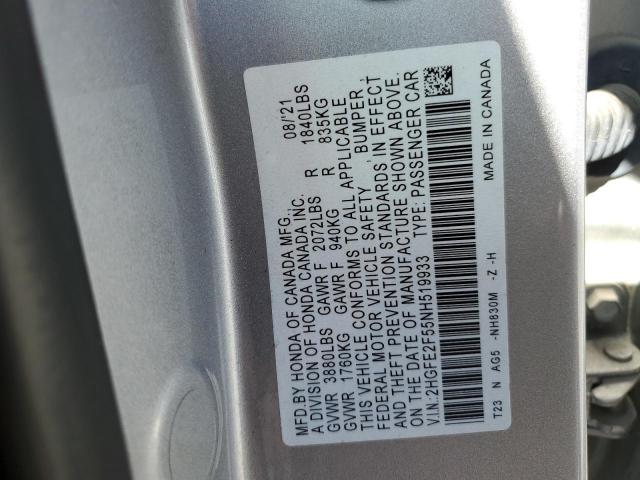 MFD.BY HONDA OF CANADA MFG.,
A DIVISION OF HONDA CANADA INC. 08/'21
GVWR 3880LBS GAWR F 2072LBS R 1840LBS
GVWR 1760KG GAWR F 940KG R 835KG
THIS VEHICLE CONFORMS TO ALL APPLICABLE
FEDERAL MOTOR VEHICLE SAFETY , BUMPER ,
AND THEFT PREVENTION STANDARDS IN EFFECT
ON THE DATE OF MANUFACTURE SHOWN ABOVE.
V.I.N.:2HGFE2F55NH519933 TYPE: PASSENGER CAR
T23 N AG5 -NH830M -Z -H MADE IN CANADA